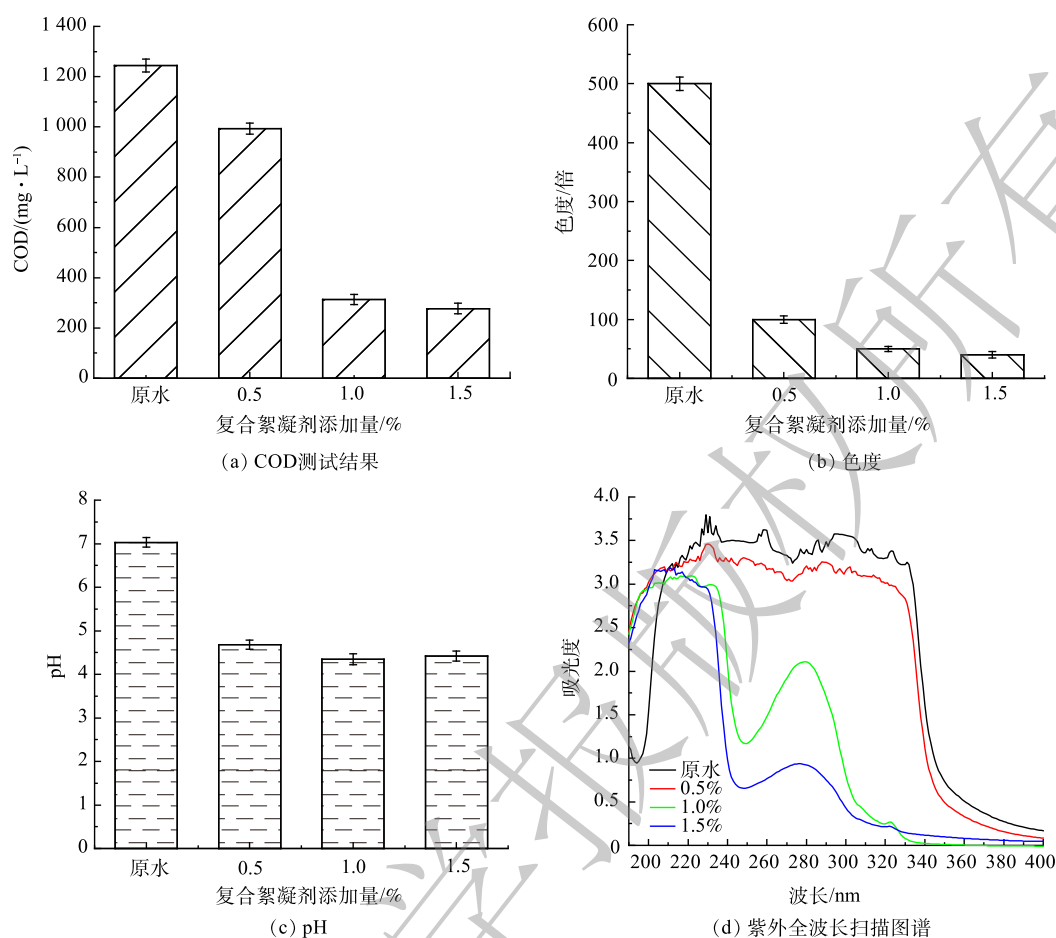 1 400
1 200
1 000
800
600
400
200
0
COD/(mg·L⁻¹)
原水 0.5 1.0 1.5
复合絮凝剂添加量/%
(a) COD测试结果
600
500
400
300
200
100
0
色度/倍
原水 0.5 1.0 1.5
复合絮凝剂添加量/%
(b) 色度
8
7
6
5
4
3
2
1
0
pH
原水 0.5 1.0 1.5
复合絮凝剂添加量/%
(c) pH
4.0
3.5
3.0
2.5
2.0
1.5
1.0
0.5
0
吸光度
原水
0.5%
1.0%
1.5%
200 220 240 260 280 300 320 340 360 380 400
波长/nm
(d) 紫外全波长扫描图谱
学报版权所有